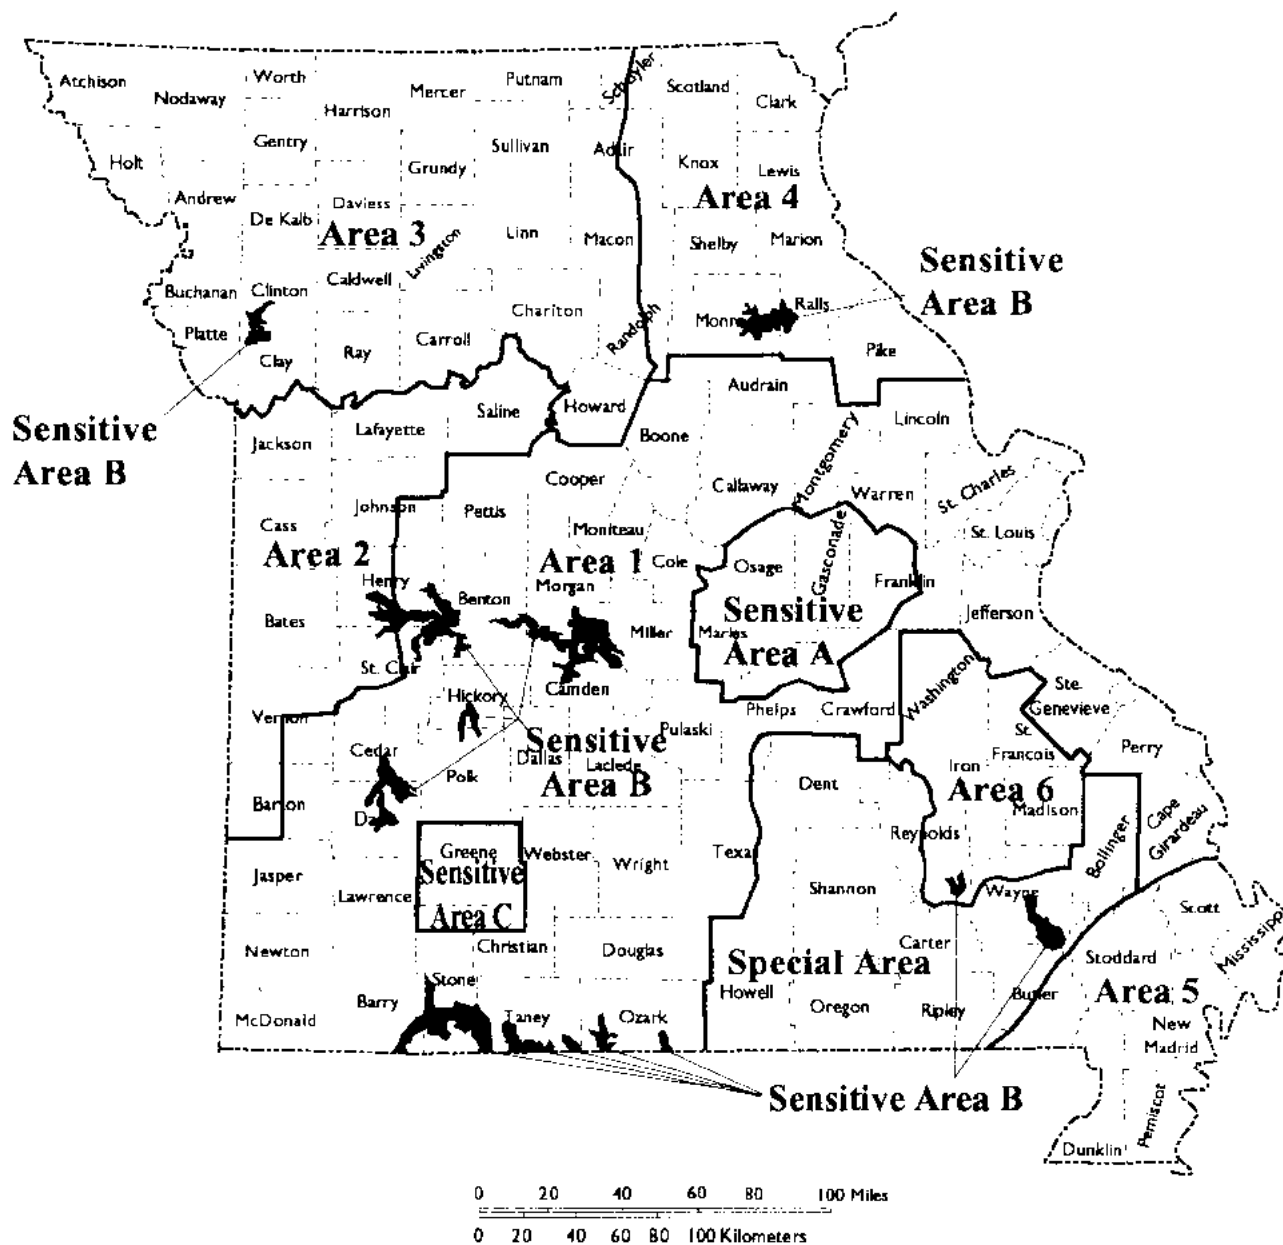 Atchison
Nodaway
Worth
Harrison
Mercer
Putnam
Schuyler
Scotland
Clark
Holt
Gentry
Grundy
Sullivan
Adair
Knox
Lewis
Area 4
Andrew
De Kalb
Daviess
Area 3
Livingston
Linn
Macon
Shelby
Marion
Buchanan
Clinton
Caldwell
Chariton
Randolph
Monr
Ralls
Sensitive
Area B
Platte
Clay
Ray
Carroll
Pike
Audrain
Saline
Howard
Sensitive
Area B
Jackson
Lafayette
Boone
Montgomery
Lincoln
Cooper
Callaway
Warren
St. Charles
Johnson
Pettis
Cass
Moniteau
Gasconade
St. Louis
Area 2
Area 1
Cole
Osage
Franklin
Henry
Benton
Morgan
Bates
Miller
Maries
Sensitive
Area A
Jefferson
St. Clair
Camden
Hickory
Washington
Ste.
Genevieve
Vernon
Phelps
Crawford
Pulaski
St.
Francois
Perry
Cedar
Polk
Dallas
Laclede
Sensitive
Area B
Dent
Iron
Area 6
Madison
Barton
Da
Reynolds
Bollinger
Cape
Girardeau
Greene
Webster
Wright
Texa
Jasper
Lawrence
Sensitive
Area C
Shannon
Wayne
Scott
Mississippi
Newton
Christian
Douglas
Carter
Stoddard
Special Area
Barry
Stone
Howell
Oregon
Ripley
Butler
Area 5
McDonald
Taney
Ozark
New
Madrid
Sensitive Area B
Pemiscot
Dunklin
0 20 40 60 80 100 Miles
0 20 40 60 80 100 Kilometers